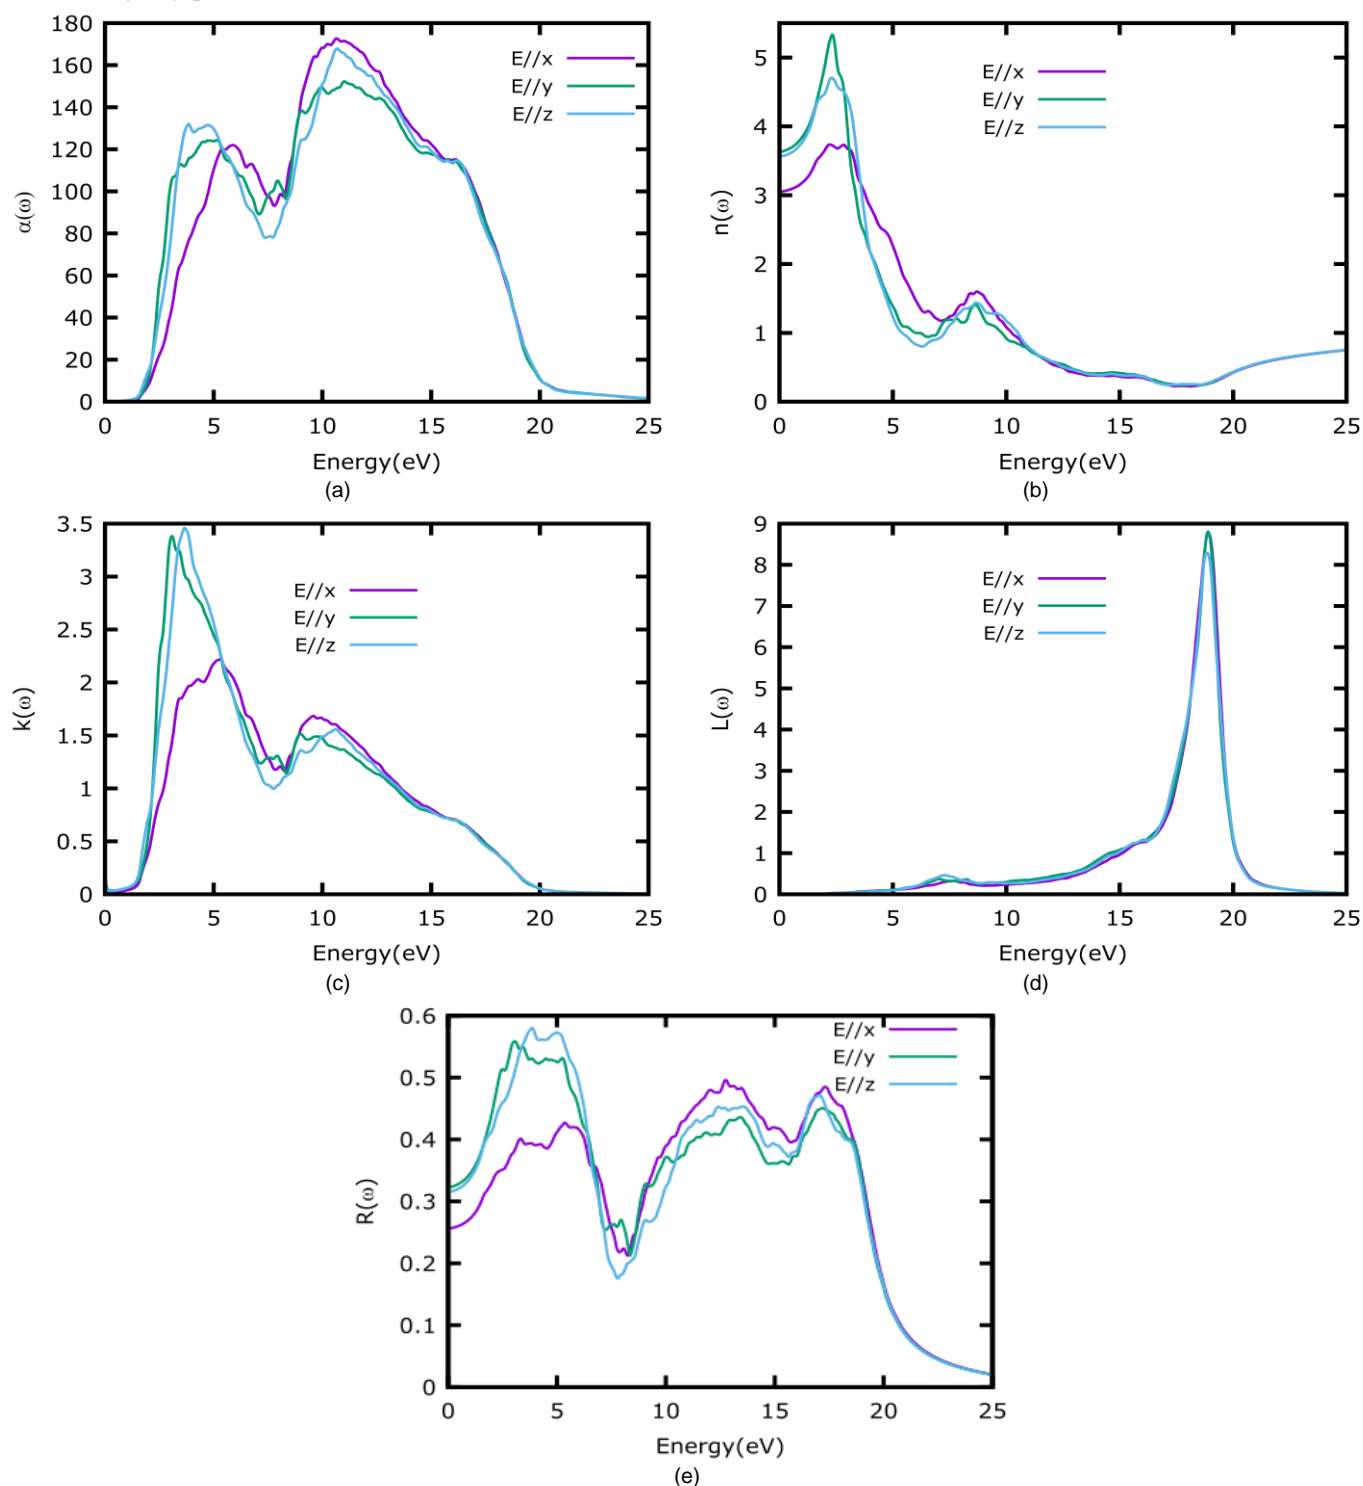 180
160
140
120
100
80
60
40
20
0
α(ω)
E//x
E//y
E//z
0 5 10 15 20 25
Energy(eV)
(a)
5
4
3
2
1
0
n(ω)
E//x
E//y
E//z
0 5 10 15 20 25
Energy(eV)
(b)
3.5
3
2.5
2
1.5
1
0.5
0
k(ω)
E//x
E//y
E//z
0 5 10 15 20 25
Energy(eV)
(c)
9
8
7
6
5
4
3
2
1
0
L(ω)
E//x
E//y
E//z
0 5 10 15 20 25
Energy(eV)
(d)
0.6
0.5
0.4
0.3
0.2
0.1
0
R(ω)
E//x
E//y
E//z
0 5 10 15 20 25
Energy(eV)
(e)